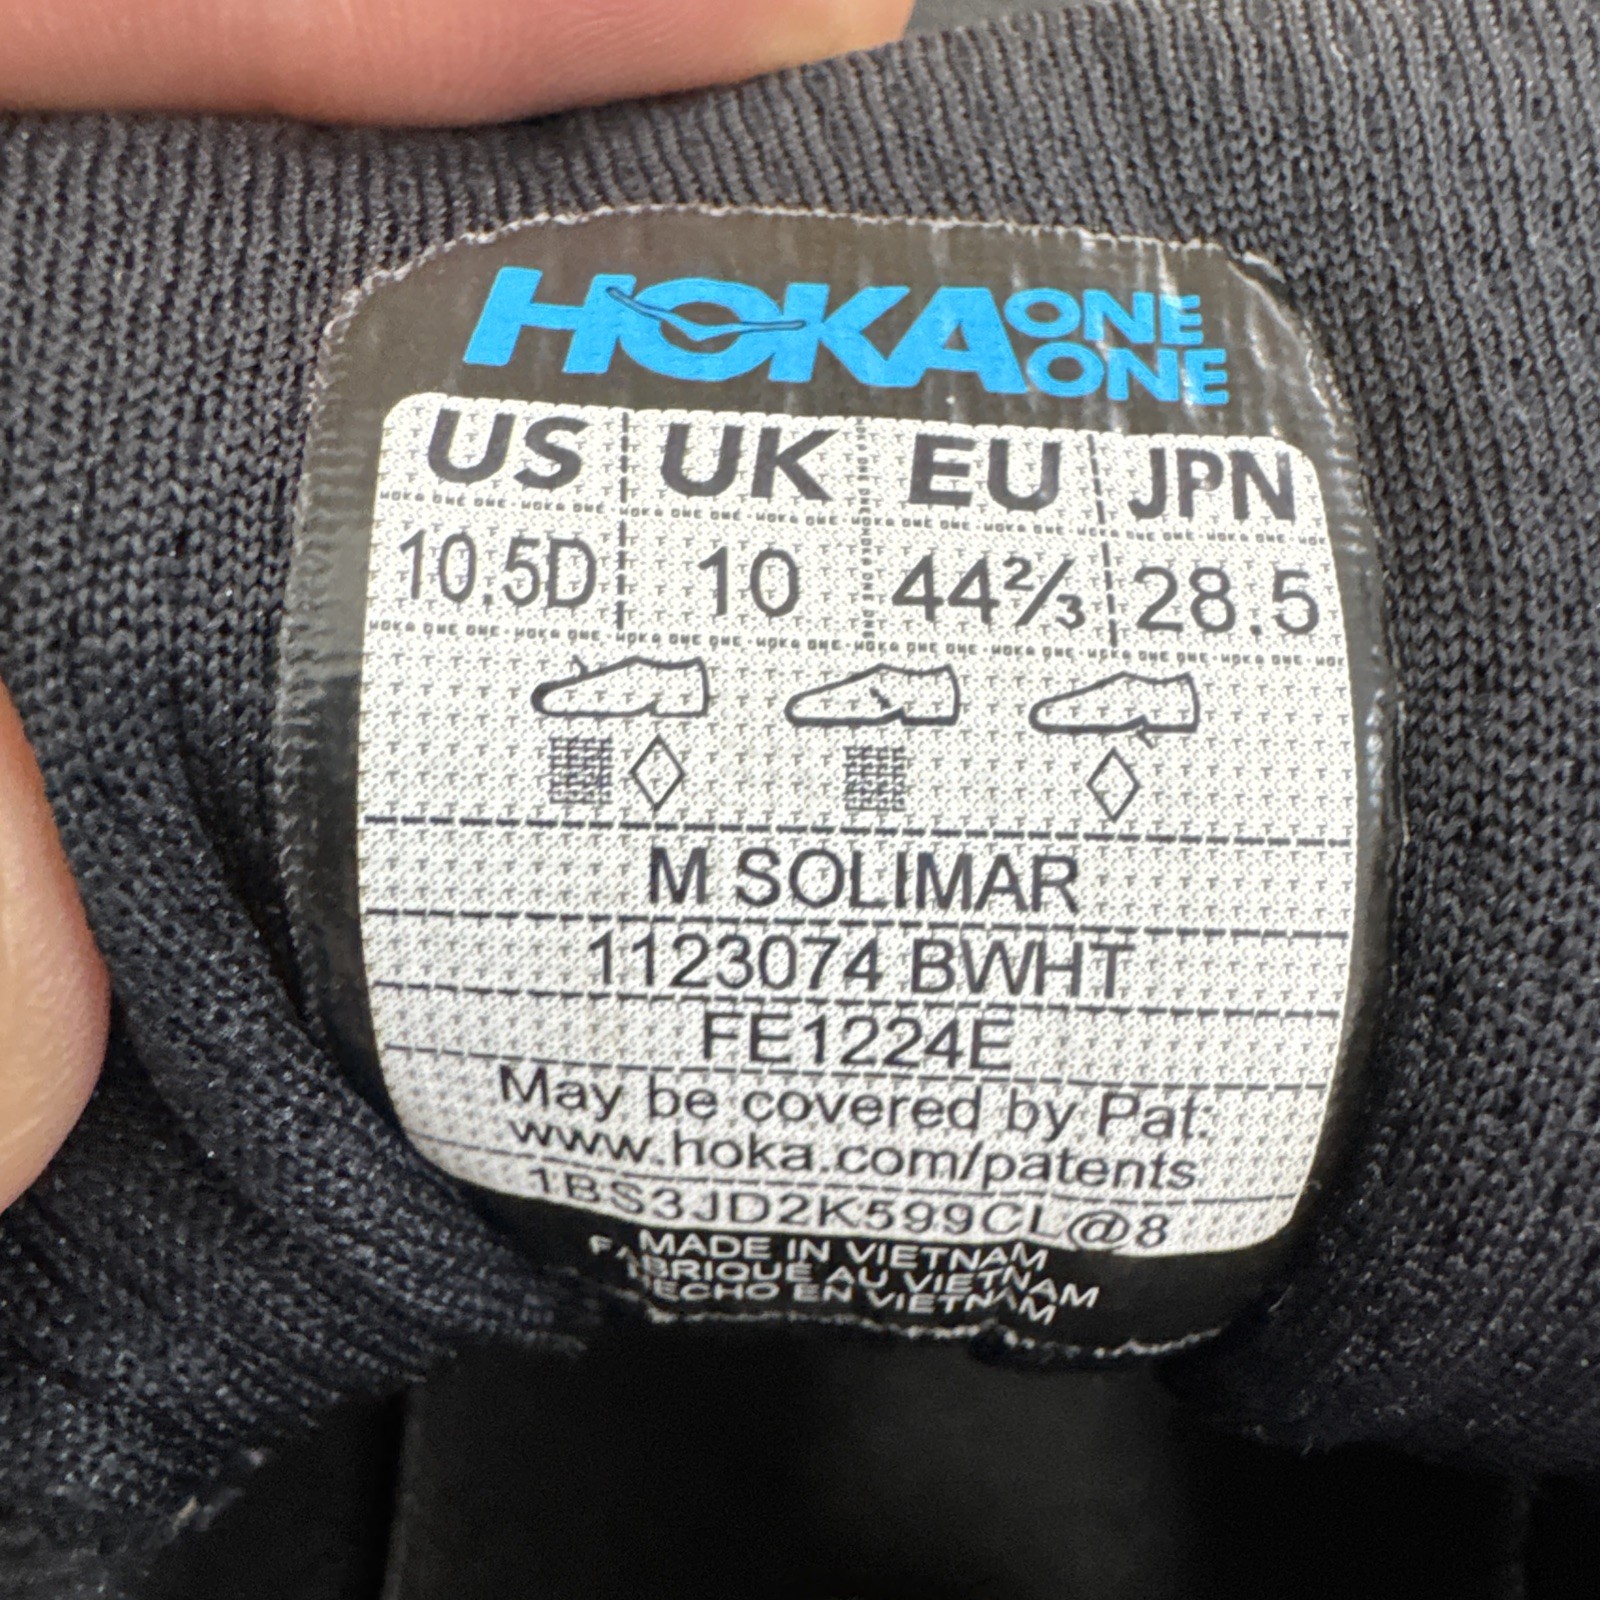 HOKA ONE ONE
US UK EU JPN
10.5D 10 44⅔ 28.5
M SOLIMAR
1123074 BWHT
FE1224E
May be covered by Pat:
www.hoka.com/patents
1BS3JD2K599CL@8
MADE IN VIETNAM
FABRIQUE AU VIETNAM
HECHO EN VIETNAM